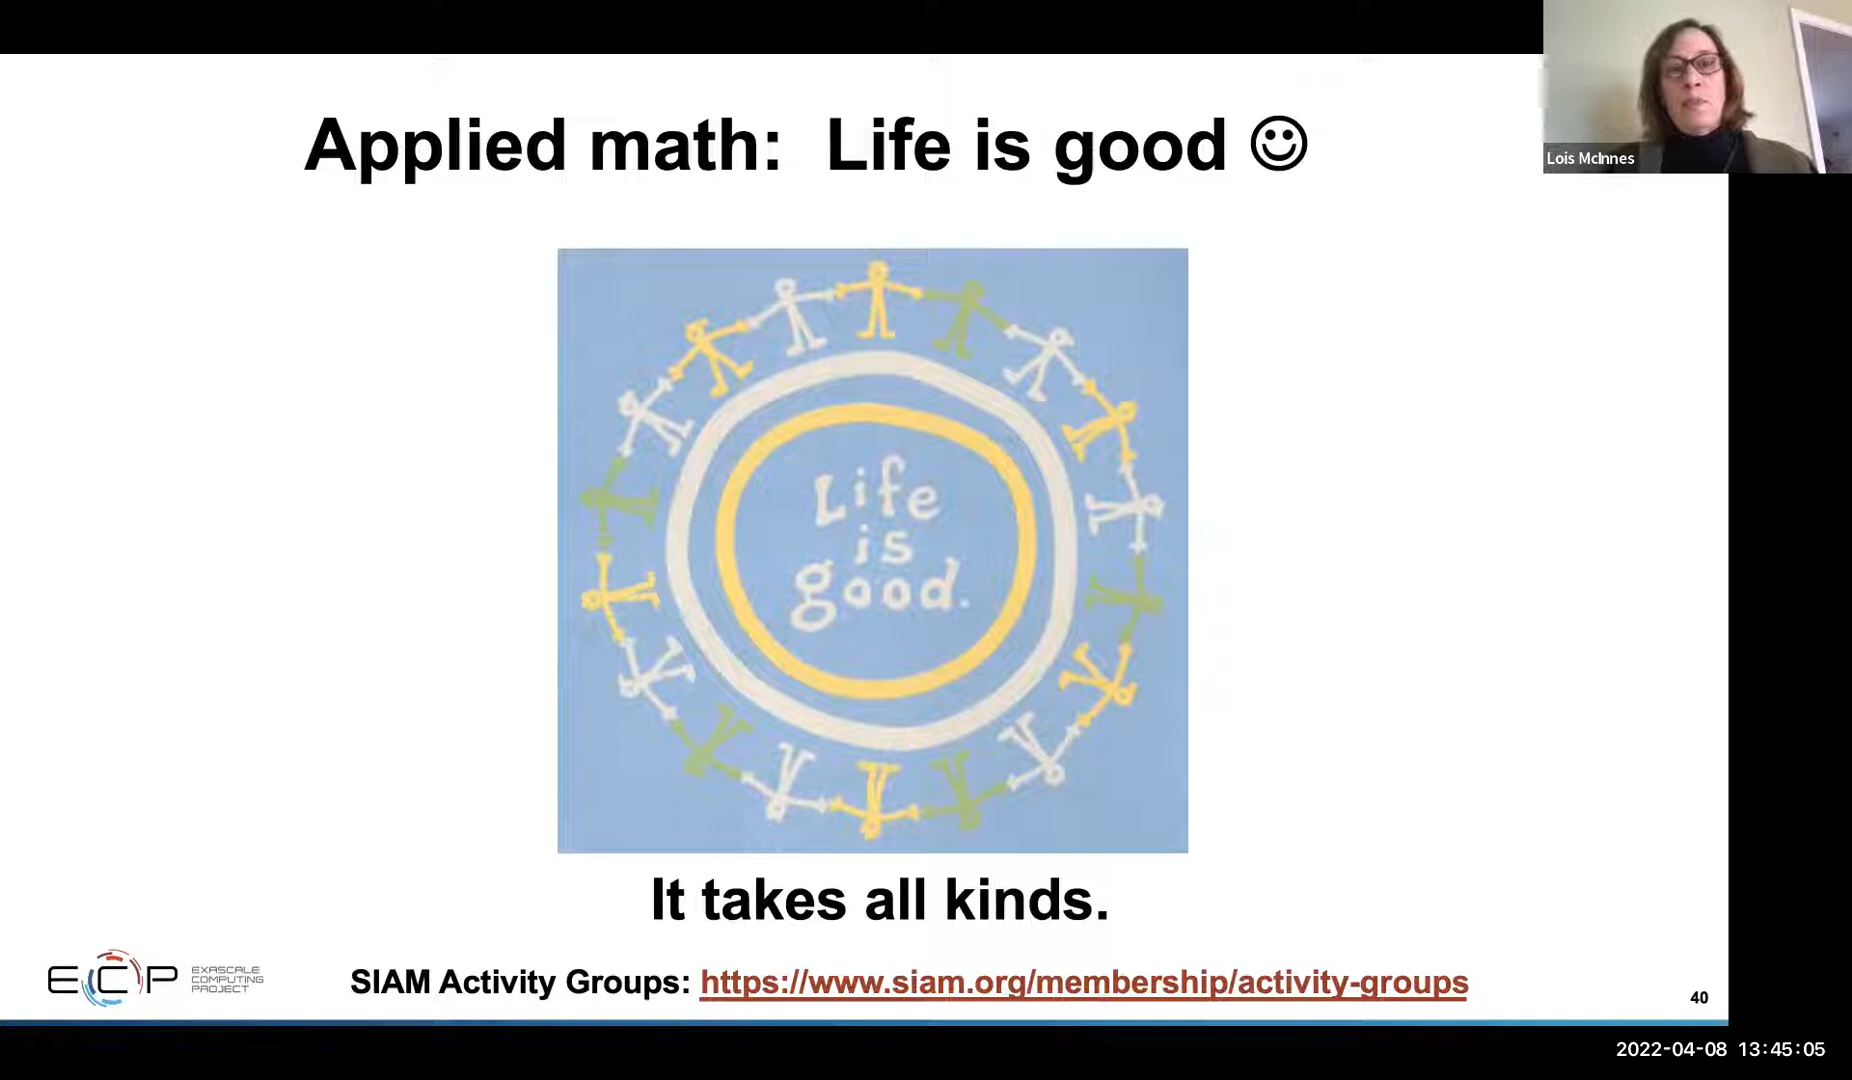 Lois McInnes
Applied math: Life is good ☺
Life
is
good.
It takes all kinds.
ECP
EXASCALE
COMPUTING
PROJECT
SIAM Activity Groups: https://www.siam.org/membership/activity-groups
40
2022-04-08 13:45:05